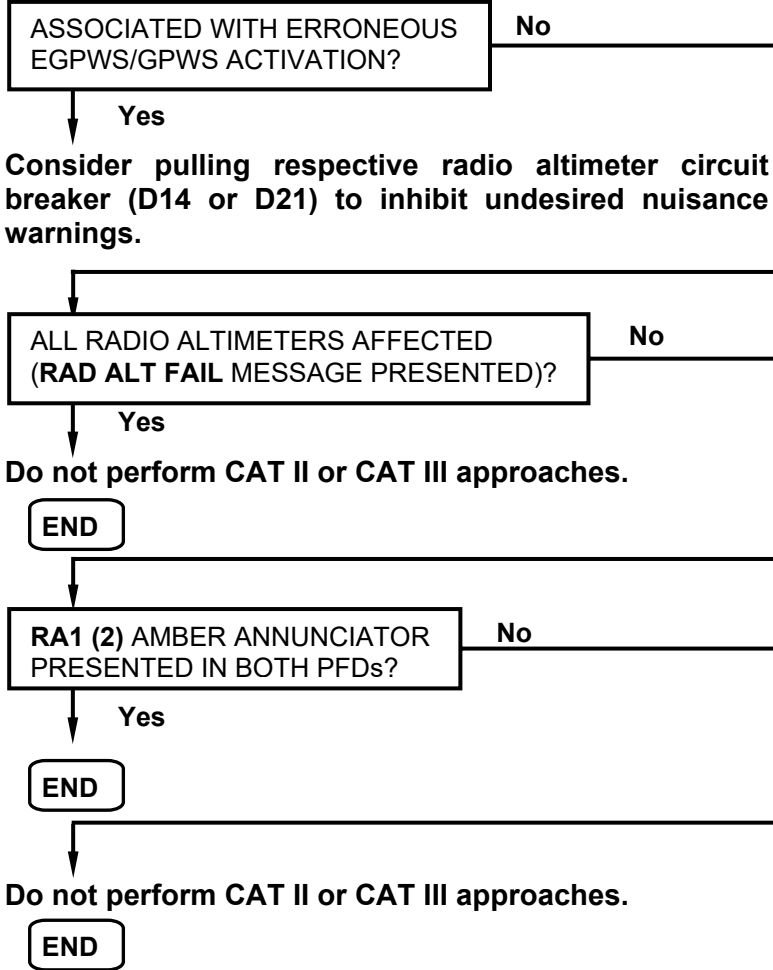 ASSOCIATED WITH ERRONEOUS
EGPWS/GPWS ACTIVATION?
No
Yes
Consider pulling respective radio altimeter circuit
breaker (D14 or D21) to inhibit undesired nuisance
warnings.
ALL RADIO ALTIMETERS AFFECTED
(RAD ALT FAIL MESSAGE PRESENTED)?
No
Yes
Do not perform CAT II or CAT III approaches.
END
RA1 (2) AMBER ANNUNCIATOR
PRESENTED IN BOTH PFDs?
No
Yes
END
Do not perform CAT II or CAT III approaches.
END